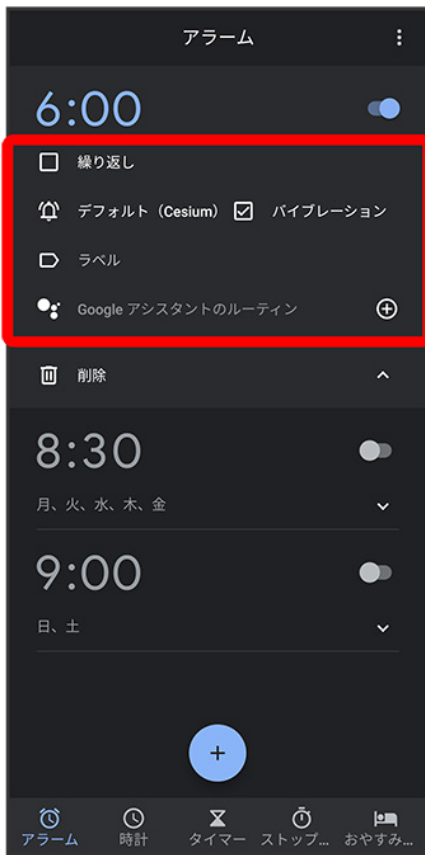 アラーム
6:00
繰り返し
デフォルト（Cesium） バイブレーション
ラベル
Google アシスタントのルーティン
削除
8:30
月、火、水、木、金
9:00
日、土
アラーム 時計 タイマー ストップ… おやすみ…